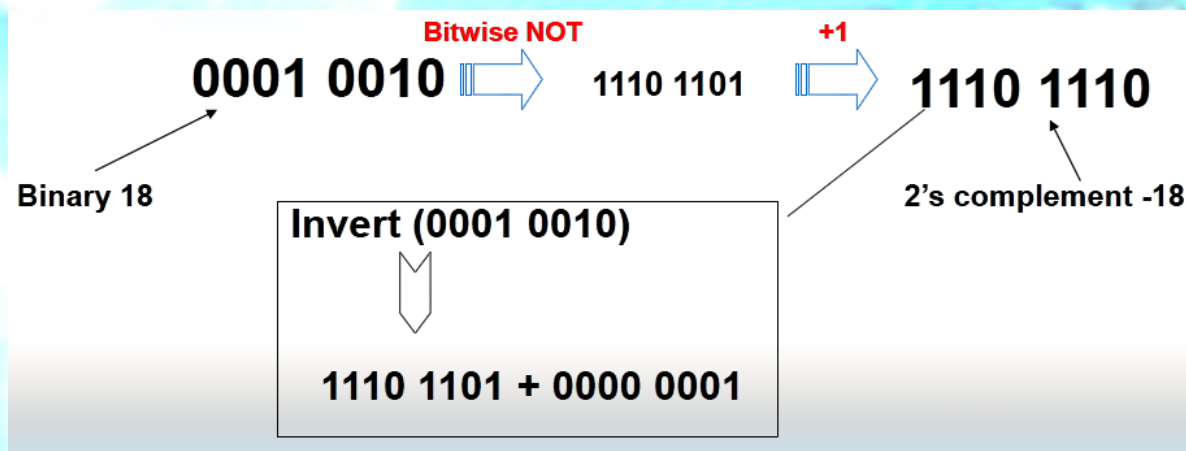 Bitwise NOT
+1
0001 0010
1110 1101
1110 1110
Binary 18
2's complement -18
Invert (0001 0010)
1110 1101 + 0000 0001